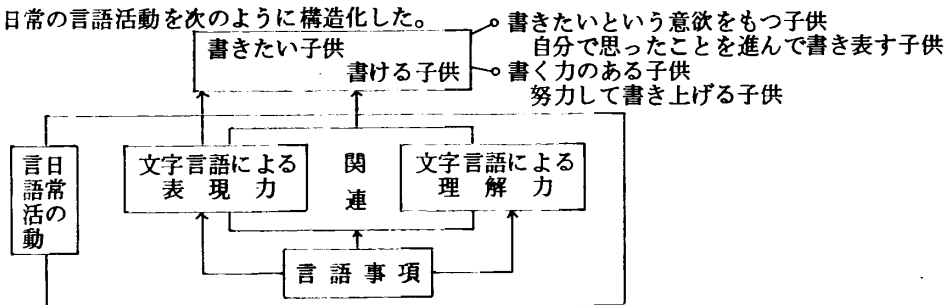 日常の言語活動を次のように構造化した。
書きたい子供
書ける子供
書きたいという意欲をもつ子供
自分で思ったことを進んで書き表す子供
書く力のある子供
努力して書き上げる子供
日常の言語活動
文字言語による
表現力
関連
文字言語による
理解力
言語事項